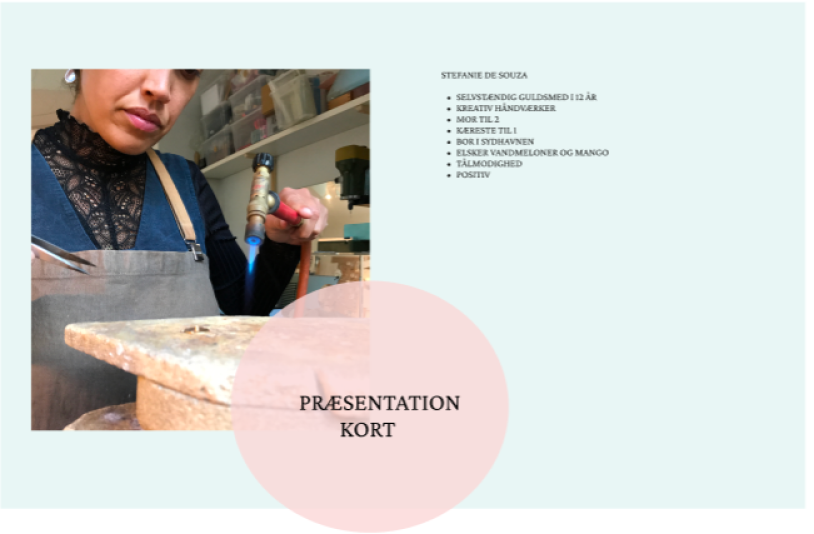 STEFANIE DE SOUZA
• SELVSTÆNDIG GULDSMED I 12 ÅR
• KREATIV HÅNDVÆRKER
• MOR TIL 2
• KÆRESTE TIL 1
• BOR I SYDHAVNEN
• ELSKER VANDMELONER OG MANGO
• TÅLMODIGHED
• POSITIV
PRÆSENTATION
KORT